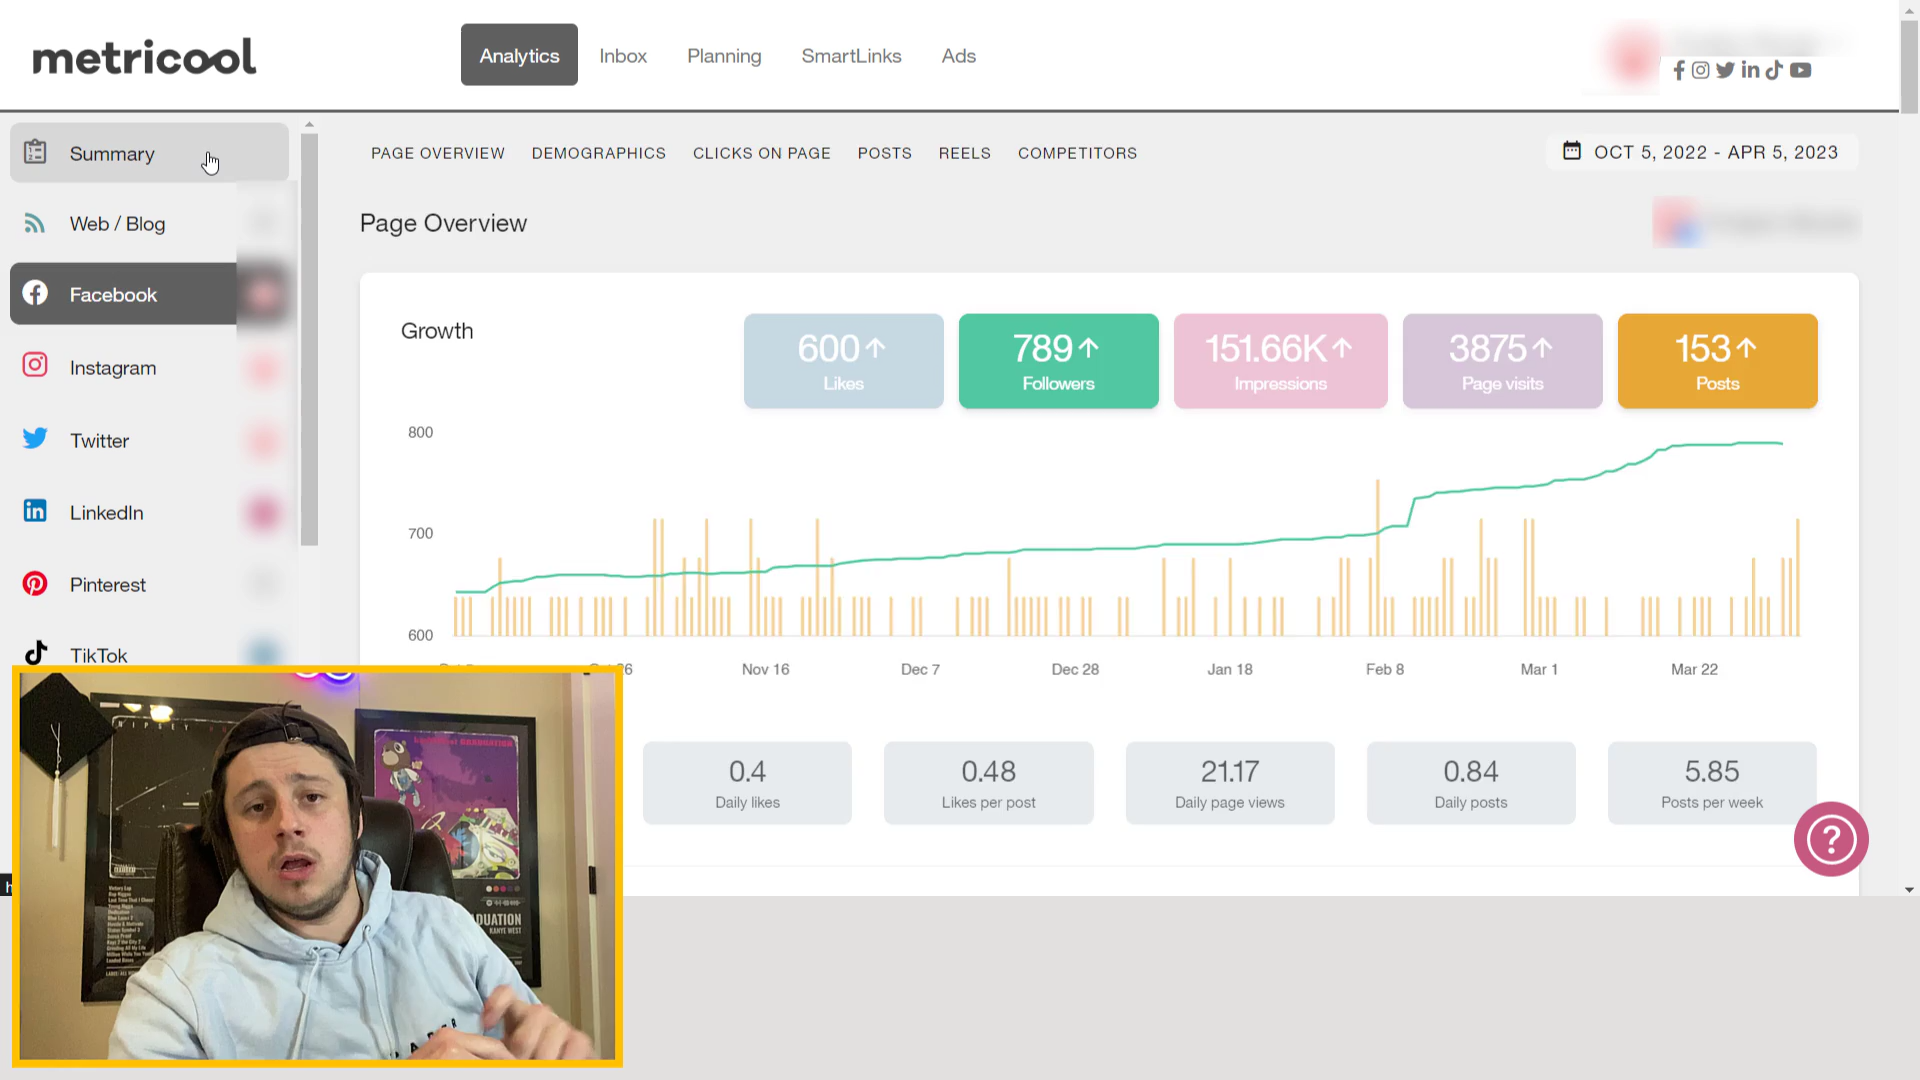 metricool
Analytics
Inbox
Planning
SmartLinks
Ads
Summary
Web / Blog
Facebook
Instagram
Twitter
LinkedIn
Pinterest
TikTok
PAGE OVERVIEW
DEMOGRAPHICS
CLICKS ON PAGE
POSTS
REELS
COMPETITORS
OCT 5, 2022 - APR 5, 2023
Page Overview
Growth
600↑
Likes
789↑
Followers
151.66K↑
Impressions
3875↑
Page visits
153↑
Posts
800
700
600
Nov 16
Dec 7
Dec 28
Jan 18
Feb 8
Mar 1
Mar 22
0.4
Daily likes
0.48
Likes per post
21.17
Daily page views
0.84
Daily posts
5.85
Posts per week
?
DUATION
KANYE WEST